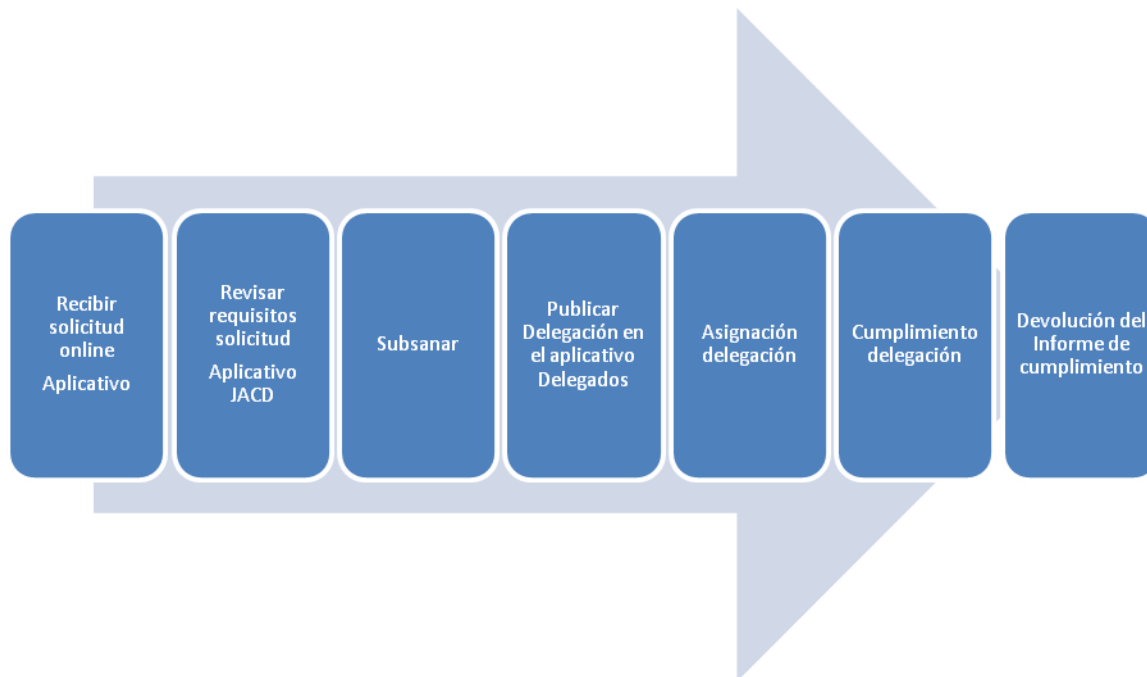 Recibir
solicitud
online
Aplicativo
Revisar
requisitos
solicitud
Aplicativo
JACD
Subsanar
Publicar
Delegación en
el aplicativo
Delegados
Asignación
delegación
Cumplimiento
delegación
Devolución del
Informe de
cumplimiento